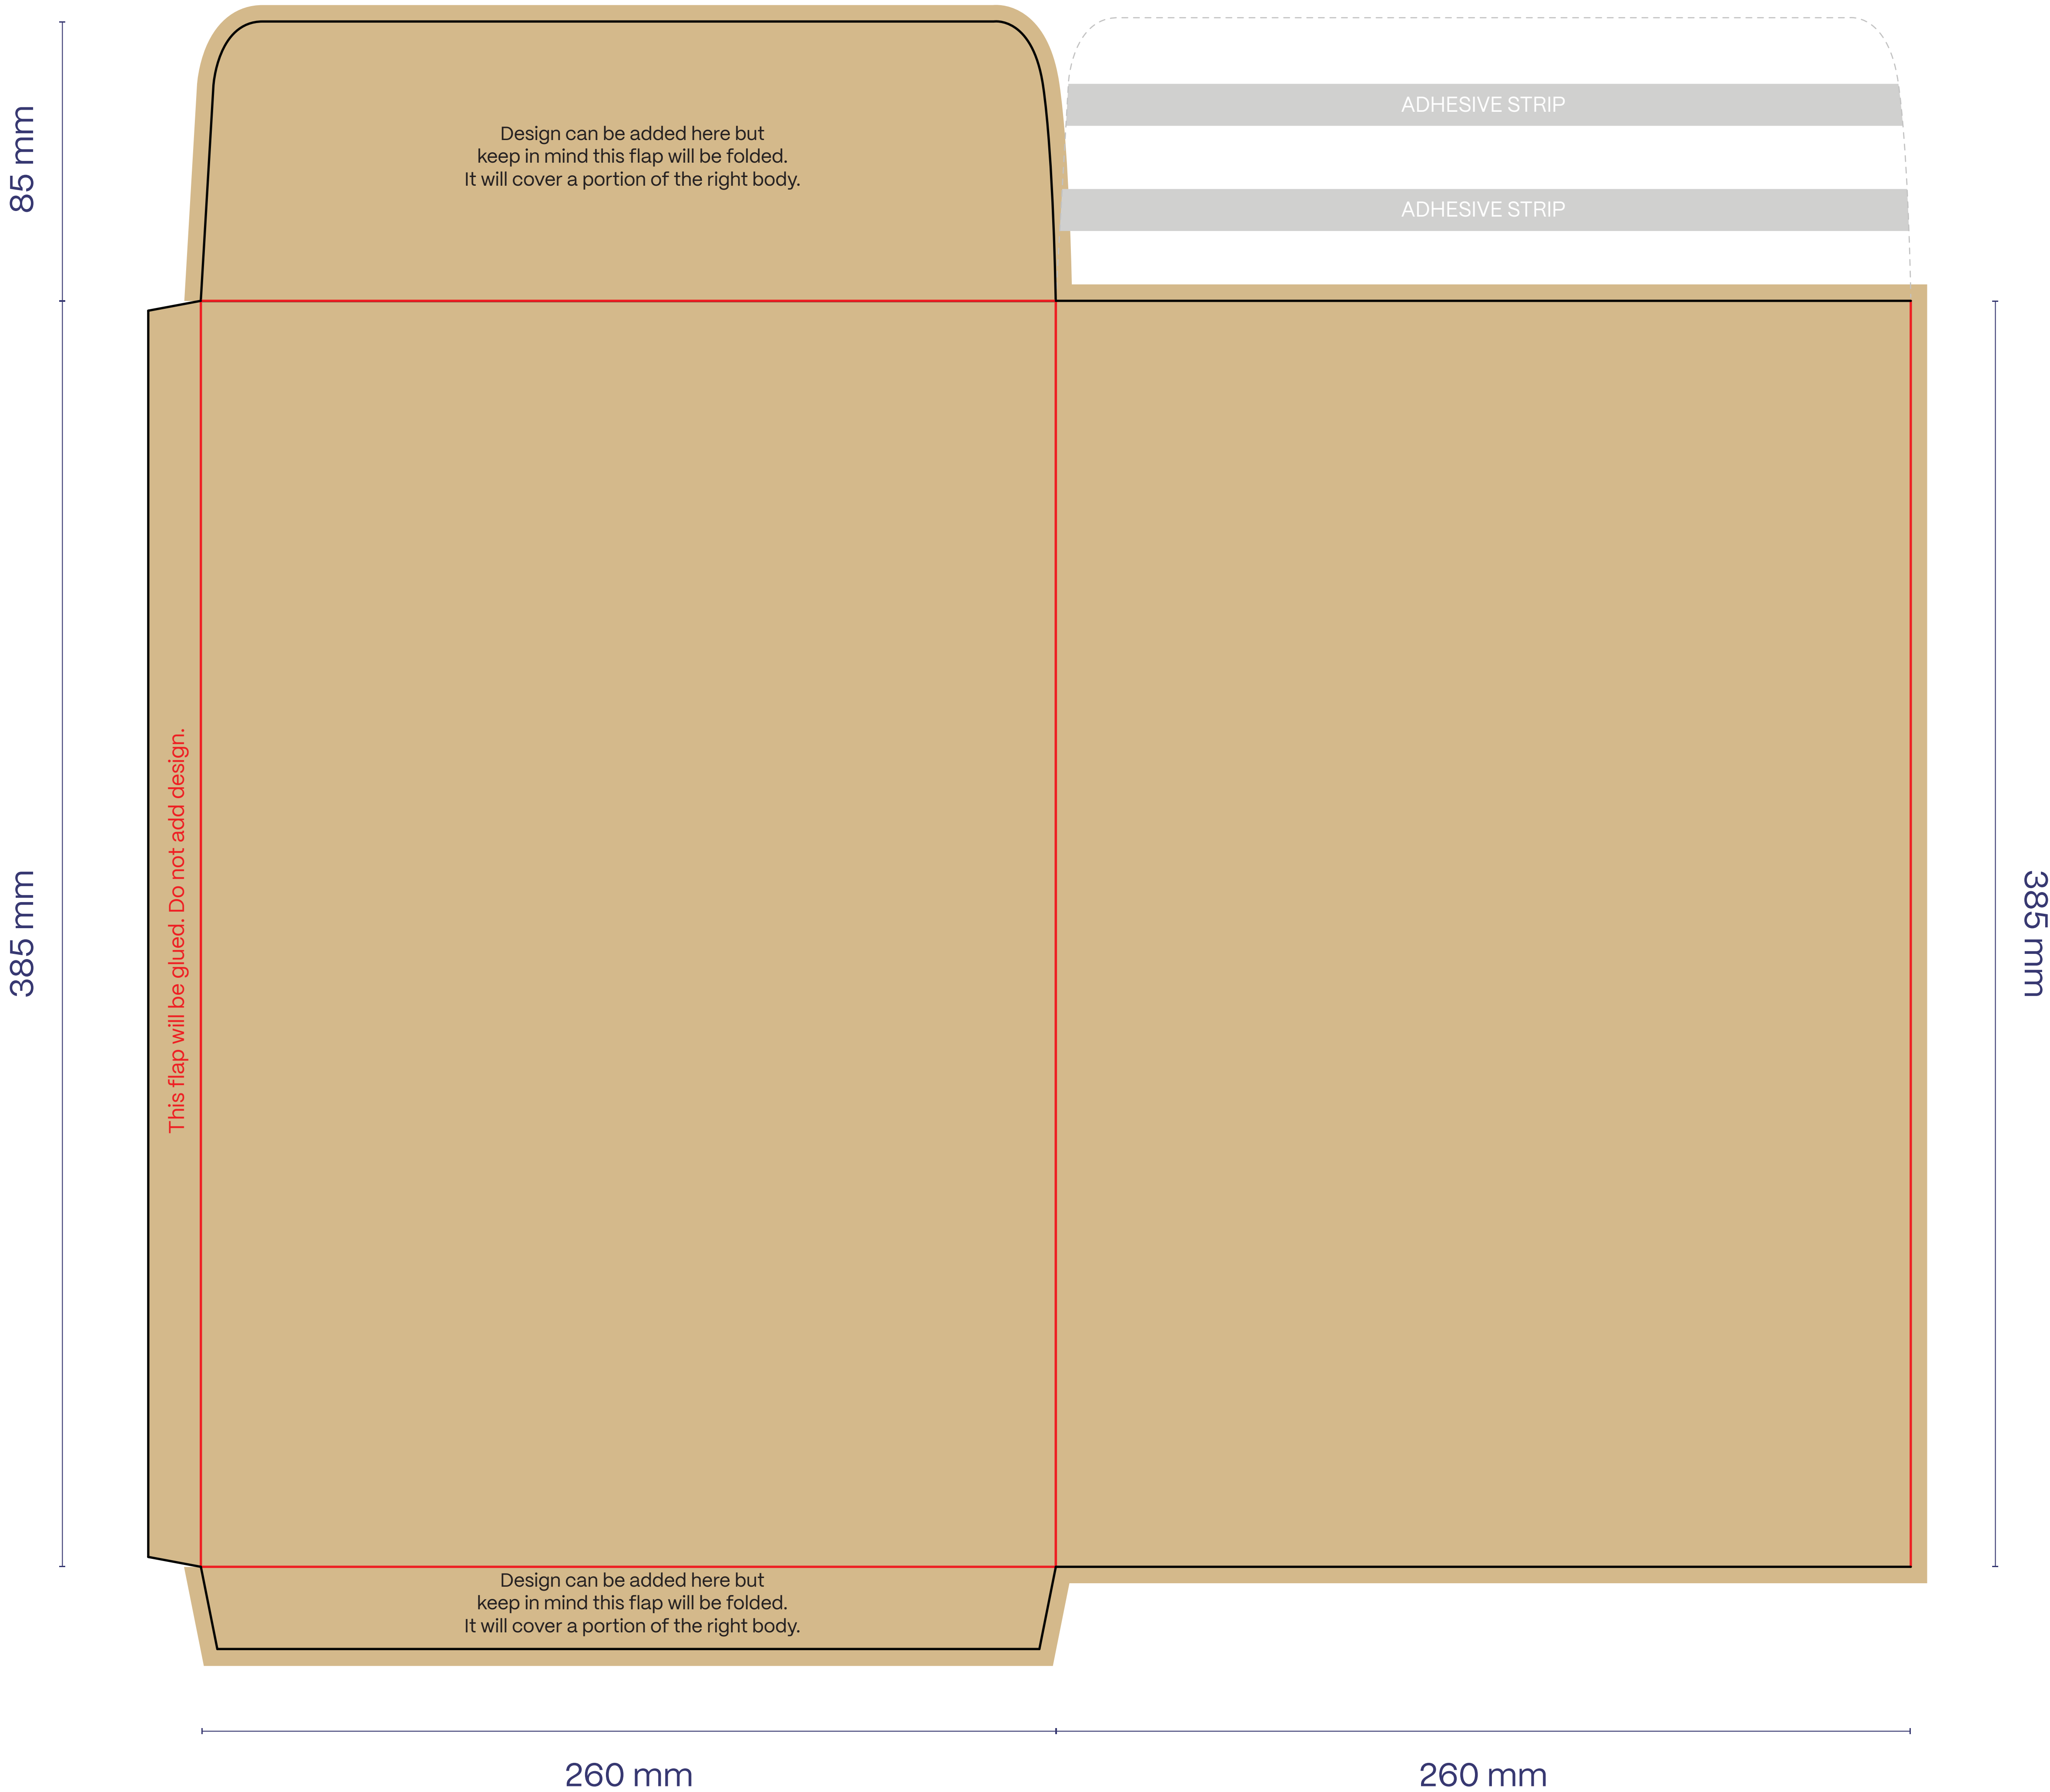 85 mm
Design can be added here but
keep in mind this flap will be folded.
It will cover a portion of the right body.
ADHESIVE STRIP
ADHESIVE STRIP
385 mm
This flap will be glued. Do not add design.
385 mm
Design can be added here but
keep in mind this flap will be folded.
It will cover a portion of the right body.
260 mm
260 mm